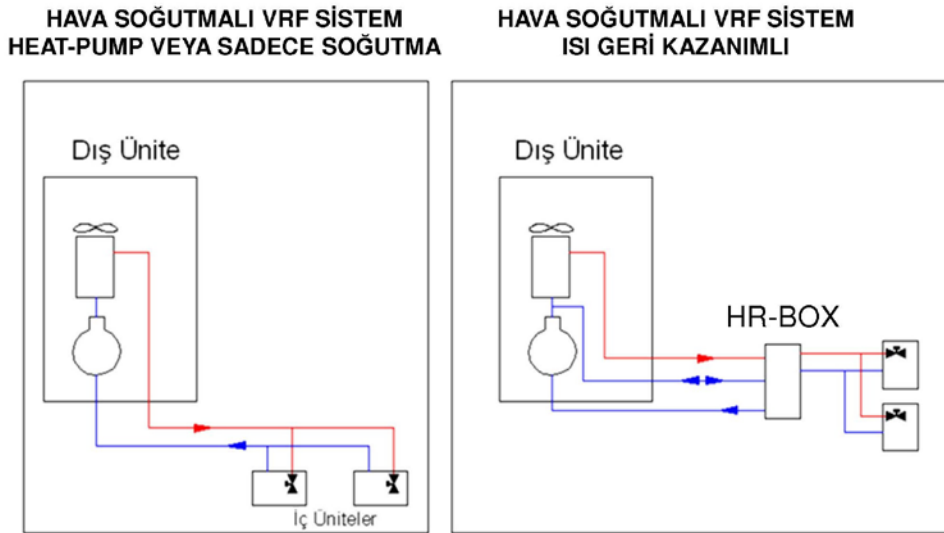 HAVA SOĞUTMALI VRF SİSTEM
HEAT-PUMP VEYA SADECE SOĞUTMA
Dış Ünite
İç Üniteler
HAVA SOĞUTMALI VRF SİSTEM
ISI GERİ KAZANIMLI
Dış Ünite
HR-BOX